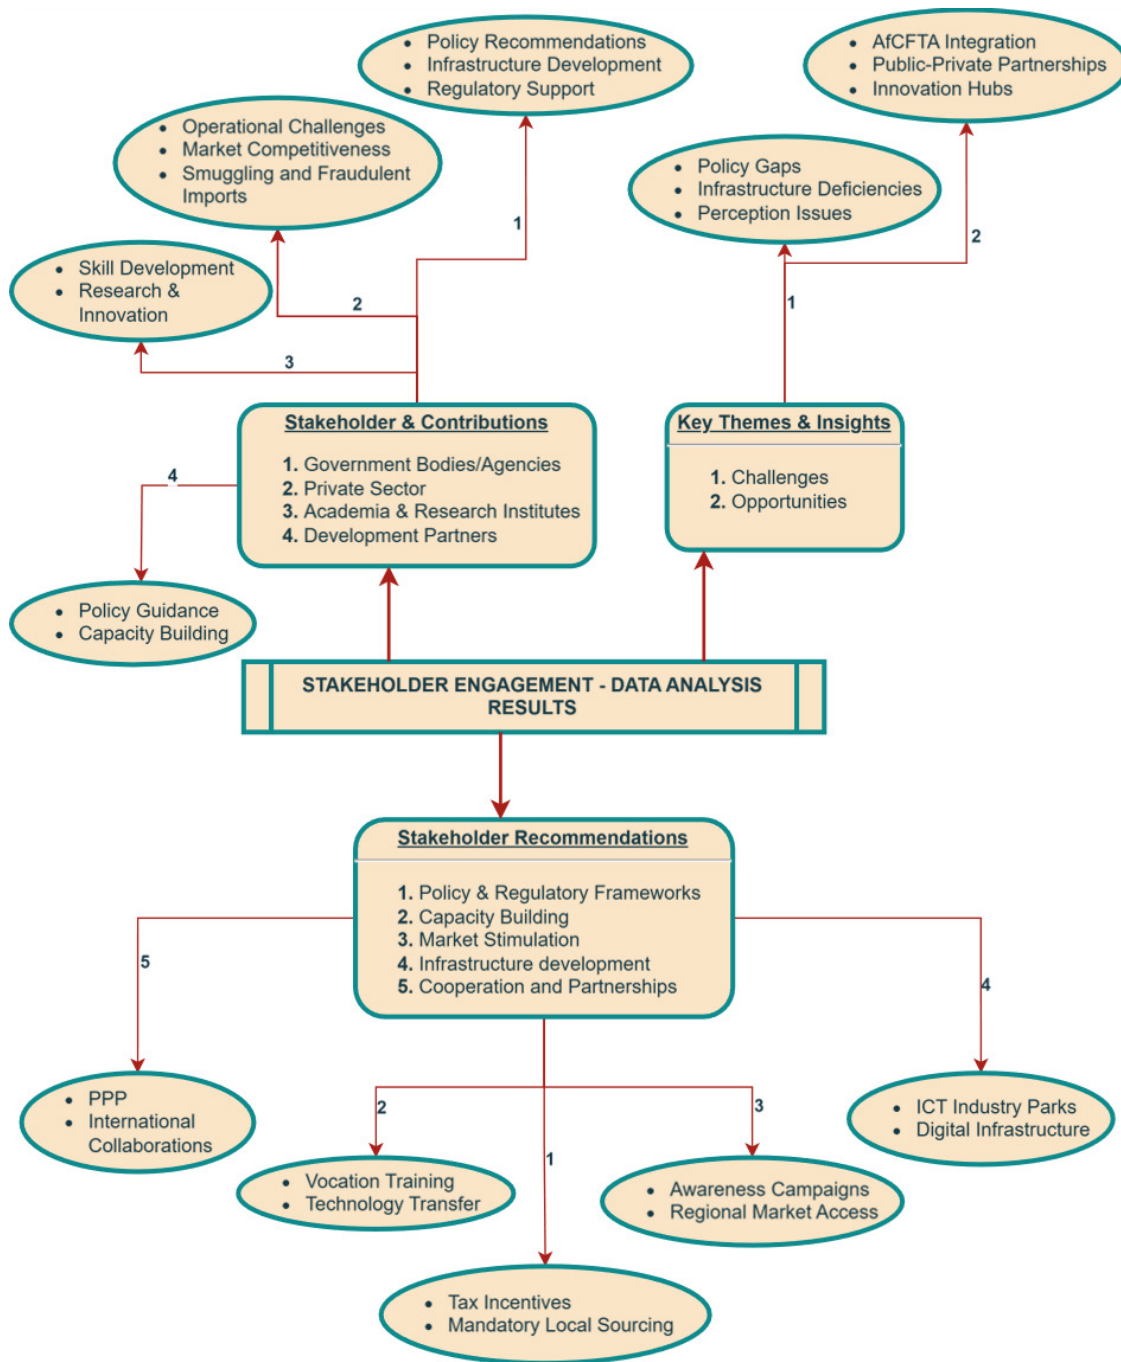 • Policy Recommendations
• Infrastructure Development
• Regulatory Support
• AfCFTA Integration
• Public-Private Partnerships
• Innovation Hubs
• Operational Challenges
• Market Competitiveness
• Smuggling and Fraudulent
Imports
• Policy Gaps
• Infrastructure Deficiencies
• Perception Issues
• Skill Development
• Research &
Innovation
1
2
3
1
2
Stakeholder & Contributions
1. Government Bodies/Agencies
2. Private Sector
3. Academia & Research Institutes
4. Development Partners
Key Themes & Insights
1. Challenges
2. Opportunities
4
• Policy Guidance
• Capacity Building
STAKEHOLDER ENGAGEMENT - DATA ANALYSIS
RESULTS
Stakeholder Recommendations
1. Policy & Regulatory Frameworks
2. Capacity Building
3. Market Stimulation
4. Infrastructure development
5. Cooperation and Partnerships
5
4
2
3
1
• PPP
• International
Collaborations
• ICT Industry Parks
• Digital Infrastructure
• Vocation Training
• Technology Transfer
• Awareness Campaigns
• Regional Market Access
• Tax Incentives
• Mandatory Local Sourcing